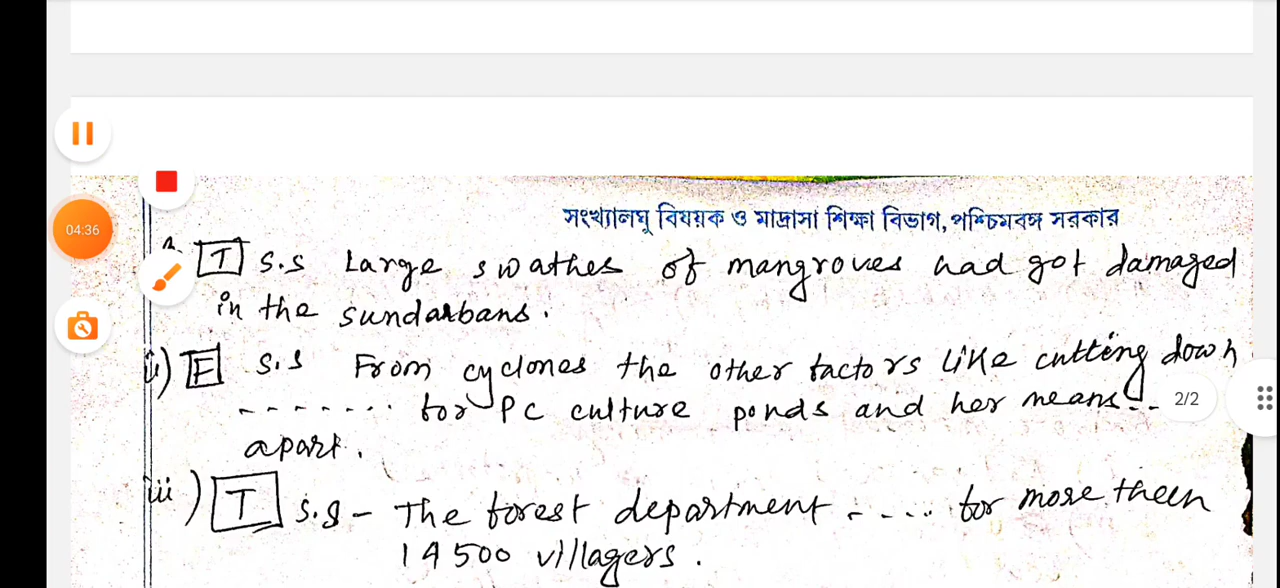 04:36
সংখ্যালঘু বিষয়ক ও মাদ্রাসা শিক্ষা বিভাগ, পশ্চিমবঙ্গ সরকার
T S.S Large swathes of mangroves had got damaged
in the sundarbans.
ii) F S.S From cyclones the other factors like cutting down
........ for PC culture ponds and her means..
2/2
apart.
iii) T S.S - The forest department ..... for more theen
14500 villagers.